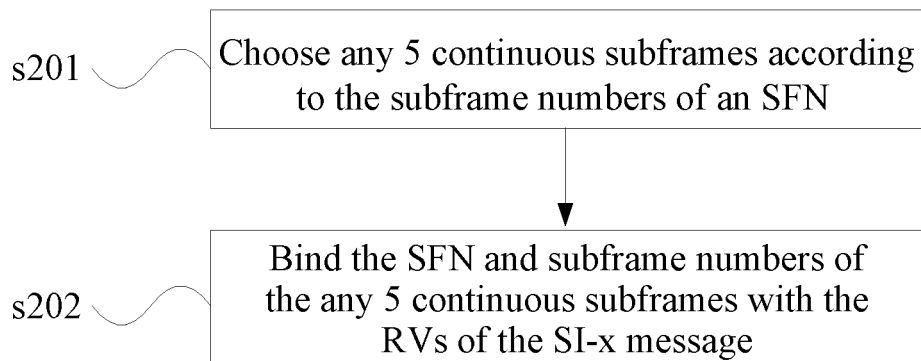 s201
Choose any 5 continuous subframes according
to the subframe numbers of an SFN
s202
Bind the SFN and subframe numbers of
the any 5 continuous subframes with the
RVs of the SI-x message